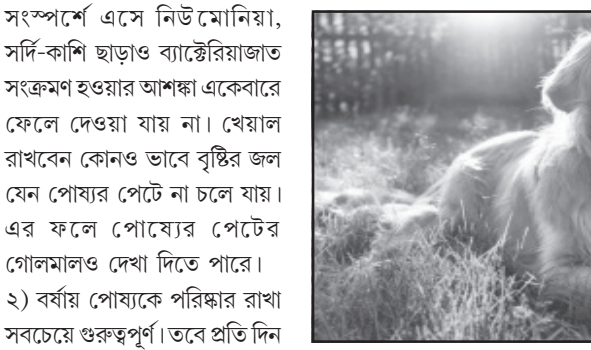 সংস্পর্শে এসে নিউমোনিয়া,
সর্দি-কাশি ছাড়াও ব্যাক্টেরিয়াজাত
সংক্রমণ হওয়ার আশঙ্কা একেবারে
ফেলে দেওয়া যায় না। খেয়াল
রাখবেন কোনও ভাবে বৃষ্টির জল
যেন পোষ্যর পেটে না চলে যায়।
এর ফলে পোষ্যের পেটের
গোলমালও দেখা দিতে পারে।
২) বর্ষায় পোষ্যকে পরিষ্কার রাখা
সবচেয়ে গুরুত্বপূর্ণ। তবে প্রতি দিন